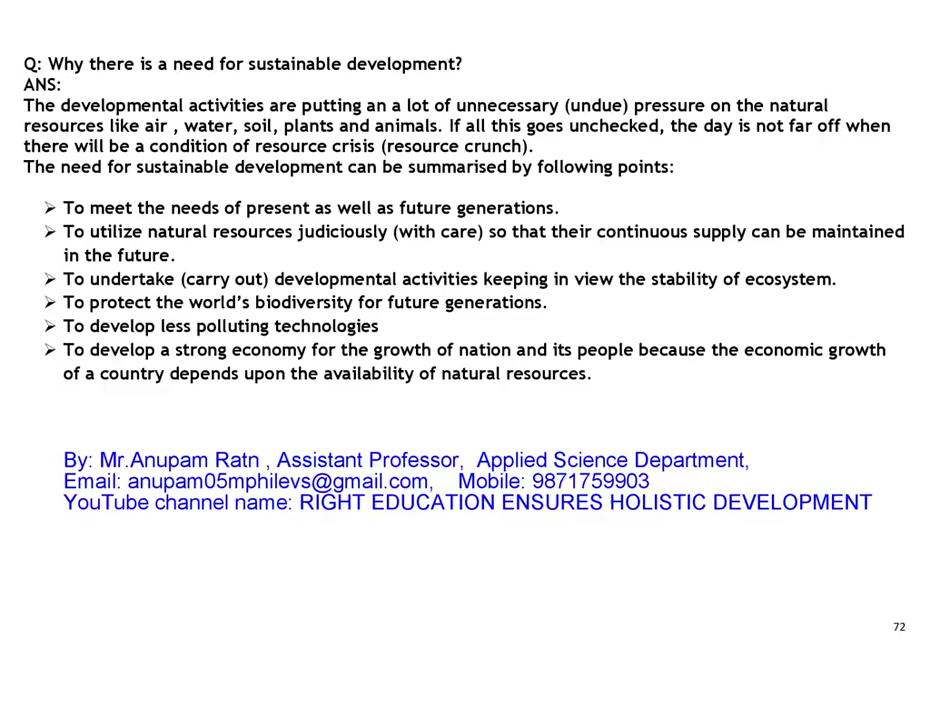 Q: Why there is a need for sustainable development?
ANS:
The developmental activities are putting an a lot of unnecessary (undue) pressure on the natural
resources like air , water, soil, plants and animals. If all this goes unchecked, the day is not far off when
there will be a condition of resource crisis (resource crunch).
The need for sustainable development can be summarised by following points:
➢ To meet the needs of present as well as future generations.
➢ To utilize natural resources judiciously (with care) so that their continuous supply can be maintained
in the future.
➢ To undertake (carry out) developmental activities keeping in view the stability of ecosystem.
➢ To protect the world’s biodiversity for future generations.
➢ To develop less polluting technologies
➢ To develop a strong economy for the growth of nation and its people because the economic growth
of a country depends upon the availability of natural resources.
By: Mr.Anupam Ratn , Assistant Professor, Applied Science Department,
Email: anupam05mphilevs@gmail.com, Mobile: 9871759903
YouTube channel name: RIGHT EDUCATION ENSURES HOLISTIC DEVELOPMENT
72